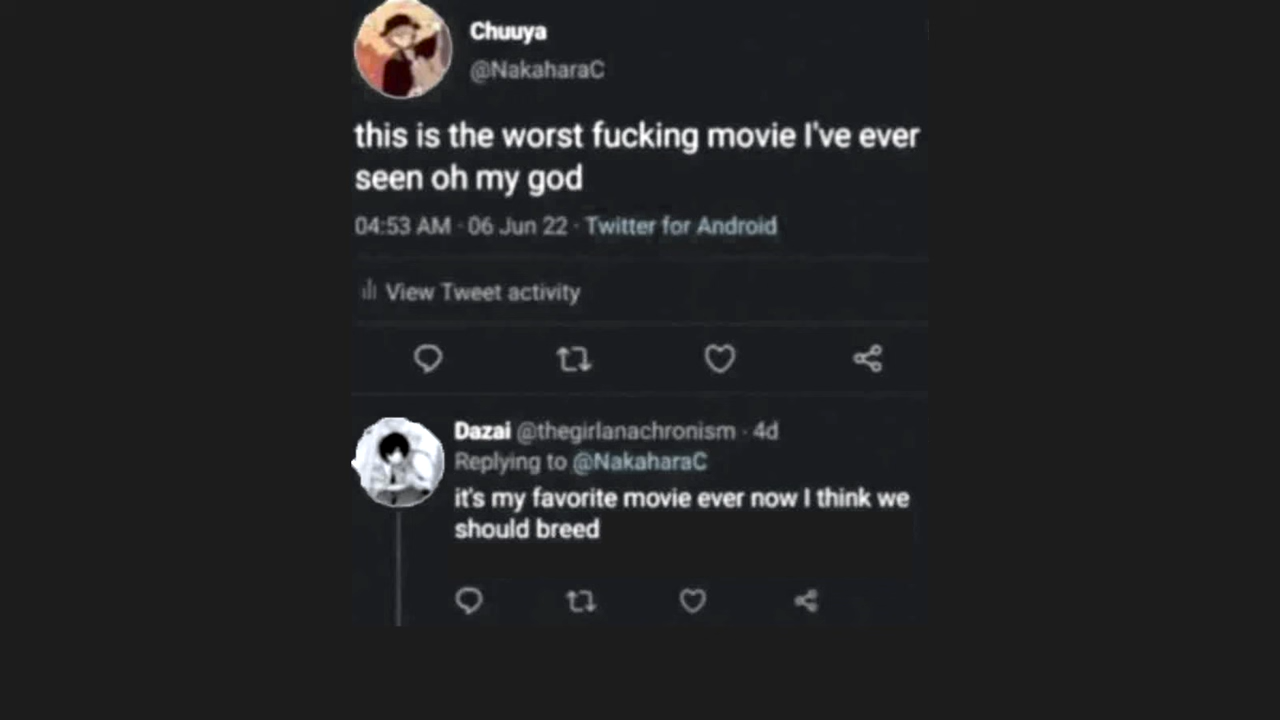 Chuuya
@NakaharaC
this is the worst fucking movie I've ever
seen oh my god
04:53 AM · 06 Jun 22 · Twitter for Android
View Tweet activity
Dazai @thegirlanachronism · 4d
Replying to @NakaharaC
it's my favorite movie ever now I think we
should breed